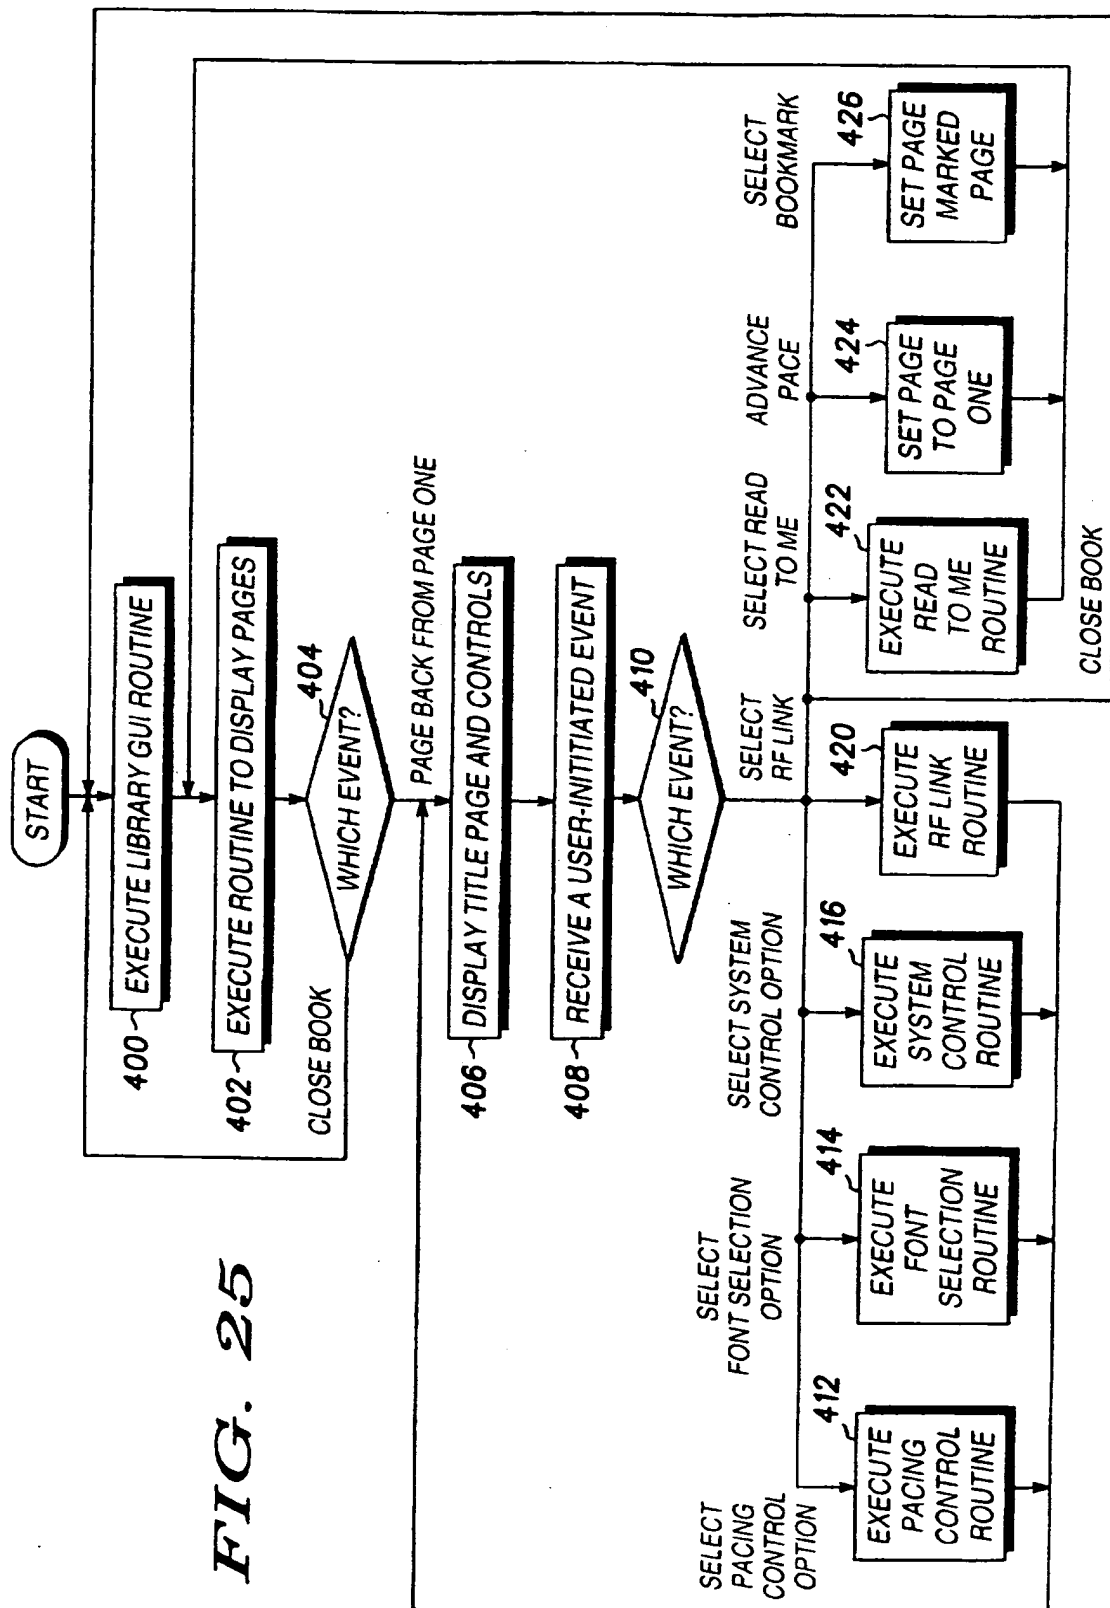 FIG. 25
START
400
EXECUTE LIBRARY GUI ROUTINE
402
EXECUTE ROUTINE TO DISPLAY PAGES
404
WHICH EVENT?
CLOSE BOOK
PAGE BACK FROM PAGE ONE
406
DISPLAY TITLE PAGE AND CONTROLS
408
RECEIVE A USER-INITIATED EVENT
410
WHICH EVENT?
SELECT
PACING
CONTROL
OPTION
412
EXECUTE
PACING
CONTROL
ROUTINE
SELECT
FONT SELECTION
OPTION
414
EXECUTE
FONT
SELECTION
ROUTINE
SELECT SYSTEM
CONTROL OPTION
416
EXECUTE
SYSTEM
CONTROL
ROUTINE
SELECT
RF LINK
420
EXECUTE
RF LINK
ROUTINE
SELECT READ
TO ME
422
EXECUTE
READ
TO ME
ROUTINE
ADVANCE
PACE
424
SET PAGE
TO PAGE
ONE
SELECT
BOOKMARK
426
SET PAGE
MARKED
PAGE
CLOSE BOOK